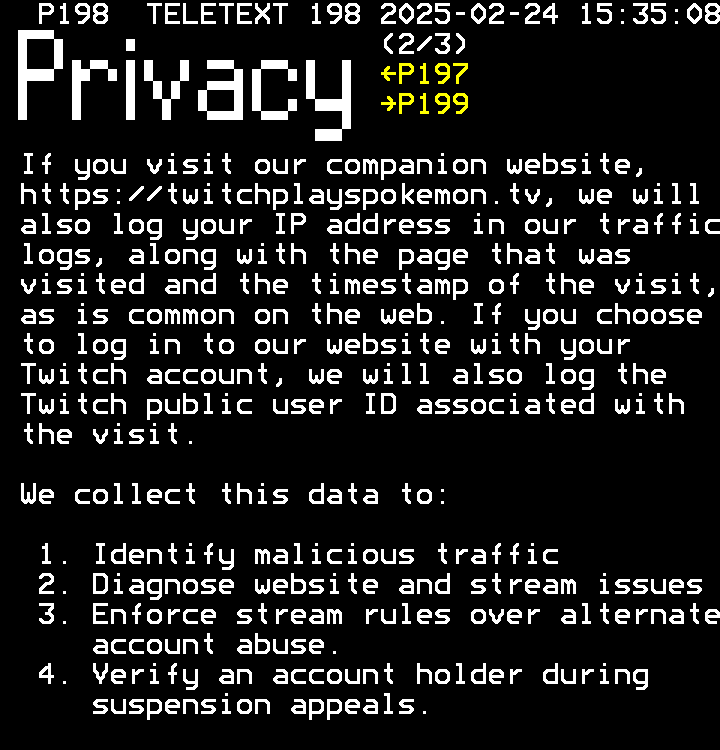 P198  TELETEXT 198 2025-02-24 15:35:08
Privacy
(2/3)
←P197
→P199
If you visit our companion website,
https://twitchplayspokemon.tv, we will
also log your IP address in our traffic
logs, along with the page that was
visited and the timestamp of the visit,
as is common on the web. If you choose
to log in to our website with your
Twitch account, we will also log the
Twitch public user ID associated with
the visit.
We collect this data to:
1. Identify malicious traffic
2. Diagnose website and stream issues
3. Enforce stream rules over alternate
account abuse.
4. Verify an account holder during
suspension appeals.